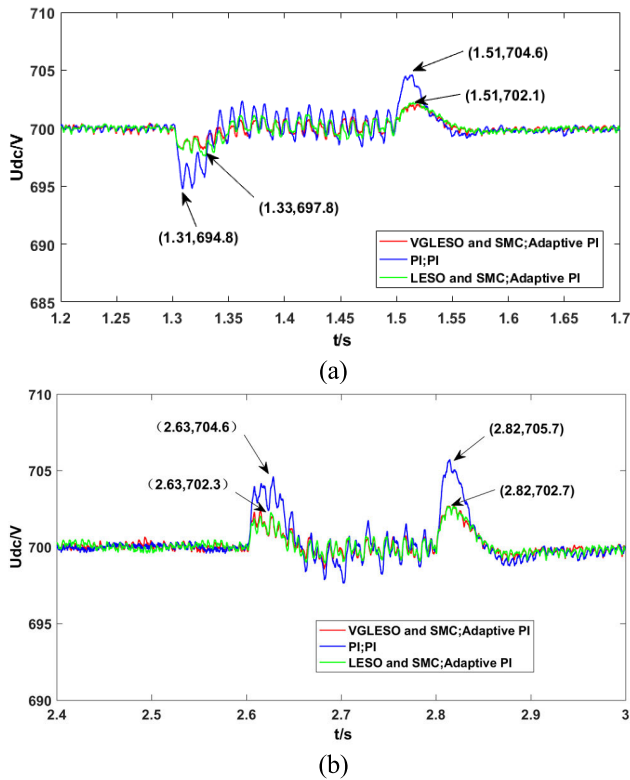 710
705
700
695
690
685
Udc/V
(1.51,704.6)
(1.51,702.1)
(1.33,697.8)
(1.31,694.8)
VGLESO and SMC;Adaptive PI
PI;PI
LESO and SMC;Adaptive PI
1.2 1.25 1.3 1.35 1.4 1.45 1.5 1.55 1.6 1.65 1.7
t/s
(a)
710
705
700
695
690
Udc/V
（2.63,704.6）
（2.63,702.3）
(2.82,705.7)
(2.82,702.7)
VGLESO and SMC;Adaptive PI
PI;PI
LESO and SMC;Adaptive PI
2.4 2.5 2.6 2.7 2.8 2.9 3
t/s
(b)